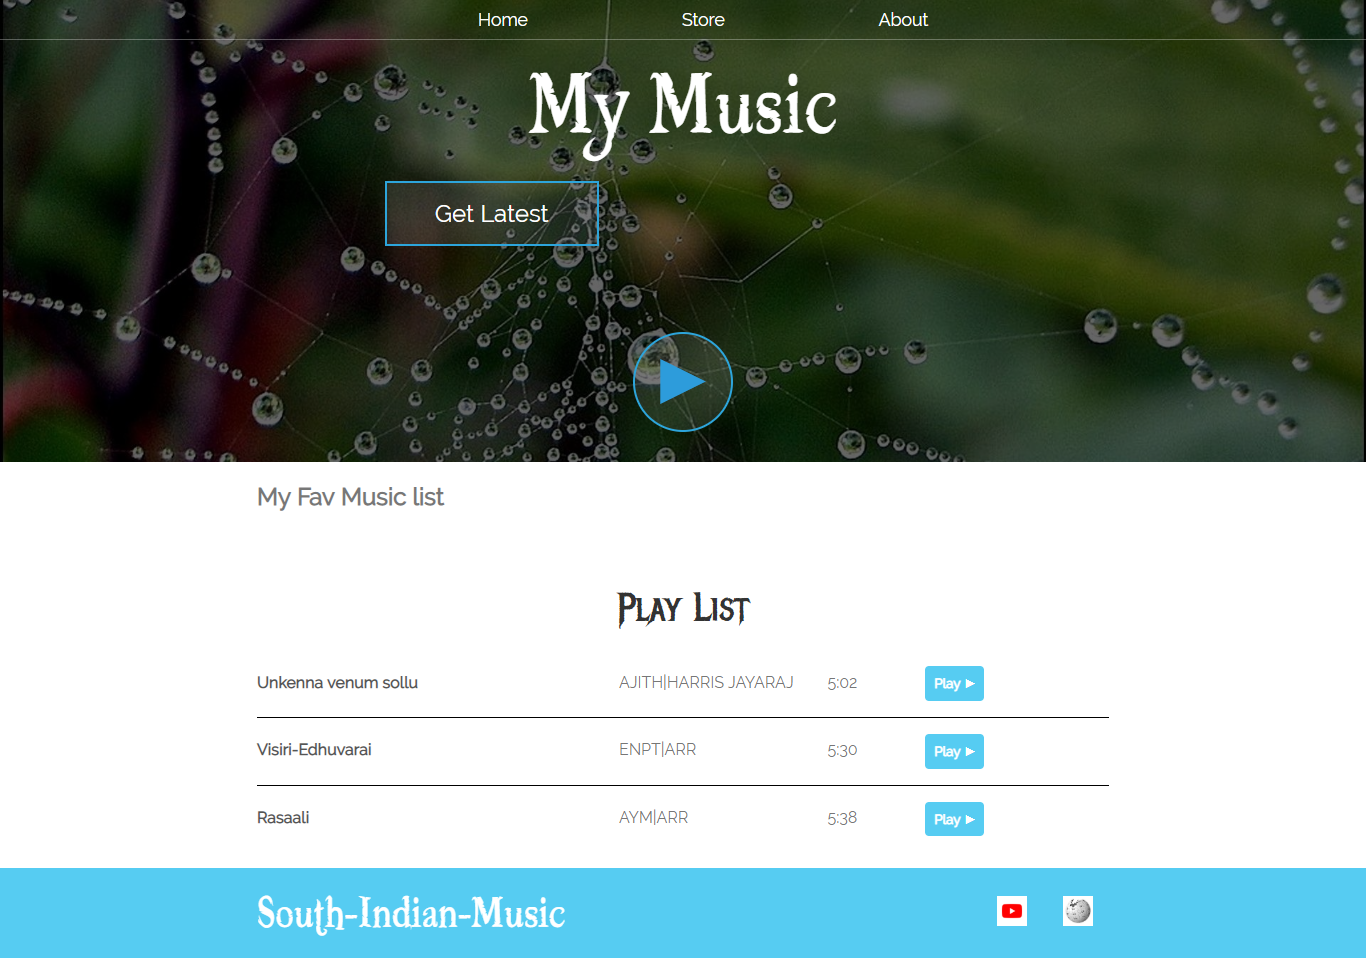 Home Store About
My Music
Get Latest
My Fav Music list
Play List
Unkenna venum sollu AJITH|HARRIS JAYARAJ 5:02 Play ►
Visiri-Edhuvarai ENPT|ARR 5:30 Play ►
Rasaali AYM|ARR 5:38 Play ►
South-Indian-Music